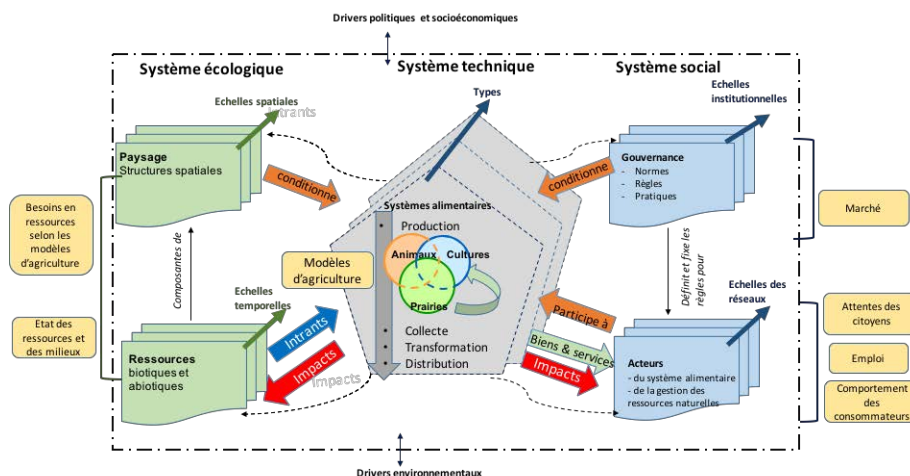 Drivers politiques et socioéconomiques
Système écologique
Système technique
Système social
Echelles spatiales
Intrants
Types
Echelles
institutionnelles
Paysage
Structures spatiales
conditionne
Gouvernance
- Normes
- Règles
- Pratiques
conditionne
Besoins en
ressources
selon les
modèles
d'agriculture
Marché
Systèmes alimentaires
• Production
Animaux
Cultures
Prairies
Modèles
d'agriculture
Composantes de
Définit et fixe les
règles pour
Echelles
temporelles
Echelles des
réseaux
Etat des
ressources et
des milieux
Ressources
biotiques et
abiotiques
Intrants
Impacts
Impacts
• Collecte
• Transformation
Distribution
Participe à
Biens & services
Impacts
Acteurs
- du système alimentaire
- de la gestion des
ressources naturelles
Attentes des
citoyens
Emploi
Comportement
des
consommateurs
Drivers environnementaux